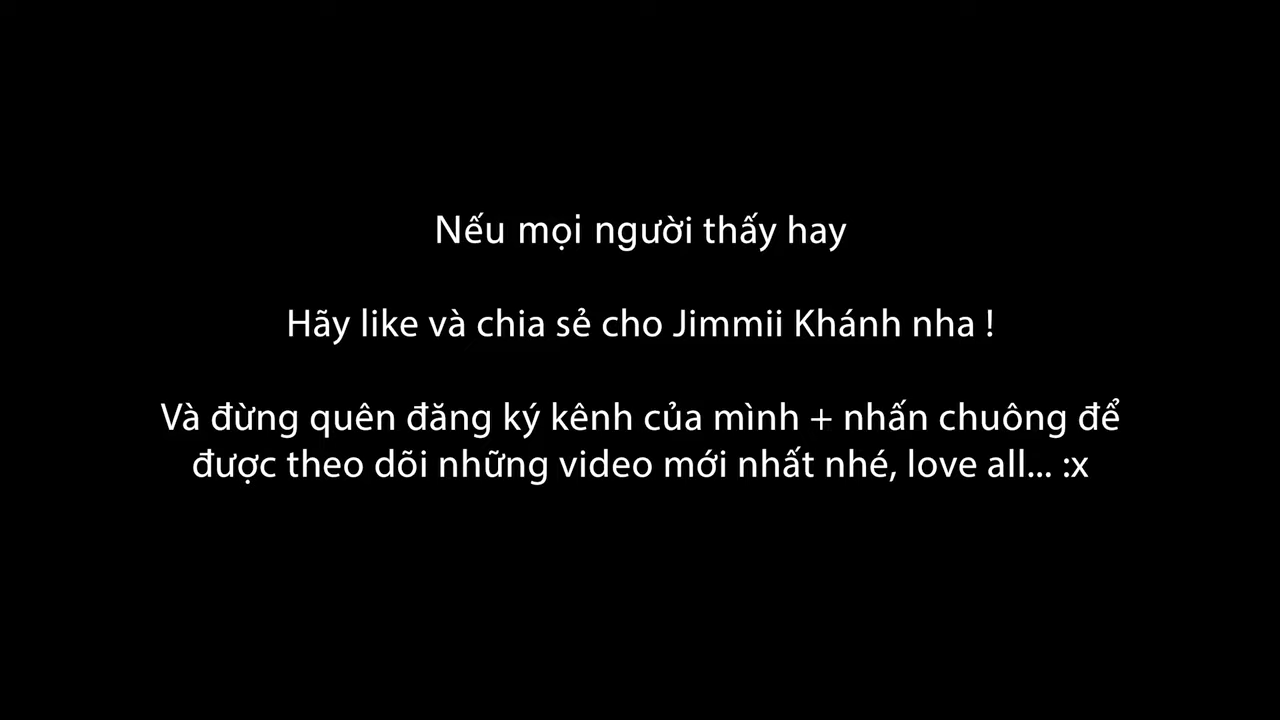 Nếu mọi người thấy hay
Hãy like và chia sẻ cho Jimmii Khánh nha !
Và đừng quên đăng ký kênh của mình + nhấn chuông để
được theo dõi những video mới nhất nhé, love all... :x